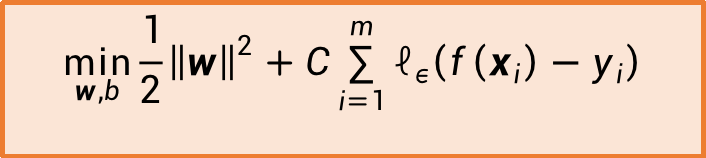 min_{w,b} 1/2 ‖w‖² + C ∑_{i=1}^{m} ℓ_ϵ(f(x_i) − y_i)